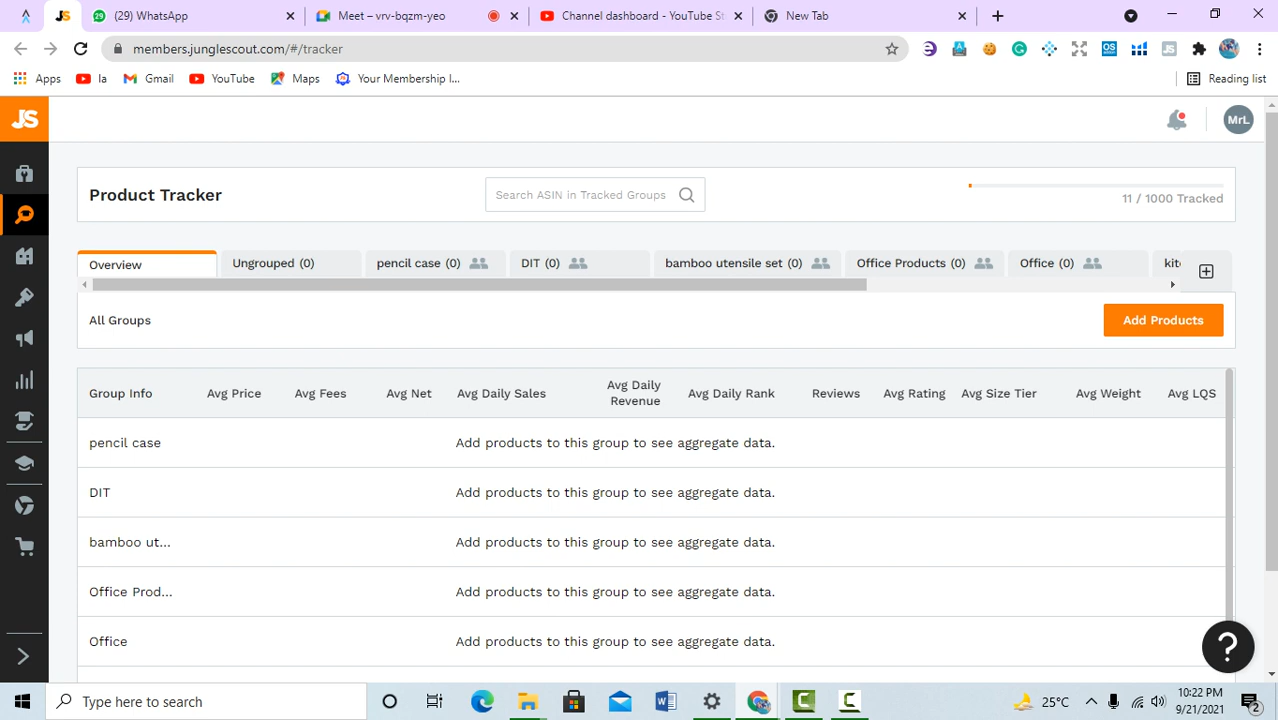 JS
(29) WhatsApp
Meet – vrv-bqzm-yeo
Channel dashboard - YouTube St
New Tab
members.junglescout.com/#/tracker
Apps
la
Gmail
YouTube
Maps
Your Membership I...
Reading list
JS
MrL
Product Tracker
Search ASIN in Tracked Groups
11 / 1000 Tracked
Overview
Ungrouped (0)
pencil case (0)
DIT (0)
bamboo utensile set (0)
Office Products (0)
Office (0)
kit
All Groups
Add Products
Group Info
Avg Price
Avg Fees
Avg Net
Avg Daily Sales
Avg Daily
Revenue
Avg Daily Rank
Reviews
Avg Rating
Avg Size Tier
Avg Weight
Avg LQS
pencil case
Add products to this group to see aggregate data.
DIT
Add products to this group to see aggregate data.
bamboo ut...
Add products to this group to see aggregate data.
Office Prod...
Add products to this group to see aggregate data.
Office
Add products to this group to see aggregate data.
?
Type here to search
25°C
10:22 PM
9/21/2021
2